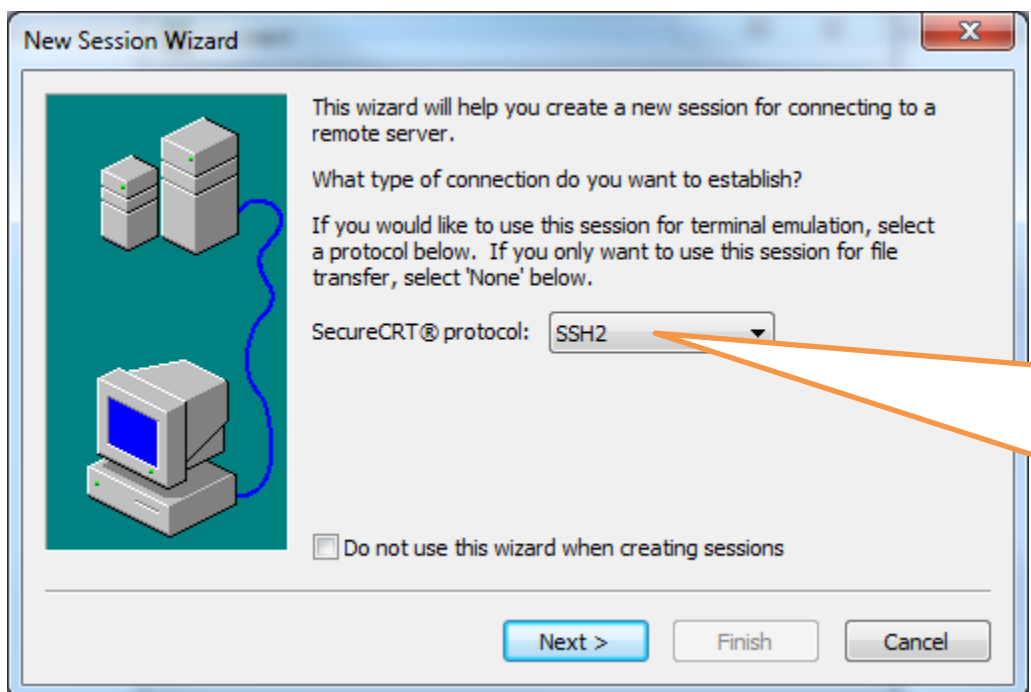 New Session Wizard
This wizard will help you create a new session for connecting to a
remote server.
What type of connection do you want to establish?
If you would like to use this session for terminal emulation, select
a protocol below.  If you only want to use this session for file
transfer, select 'None' below.
SecureCRT® protocol: SSH2
Do not use this wizard when creating sessions
Next > Finish Cancel